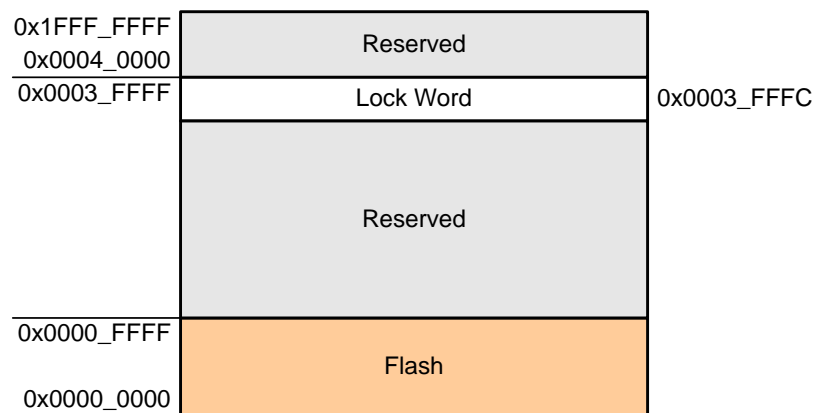 0x1FFF_FFFF
Reserved
0x0004_0000
0x0003_FFFF
Lock Word
0x0003_FFFC
Reserved
0x0000_FFFF
Flash
0x0000_0000